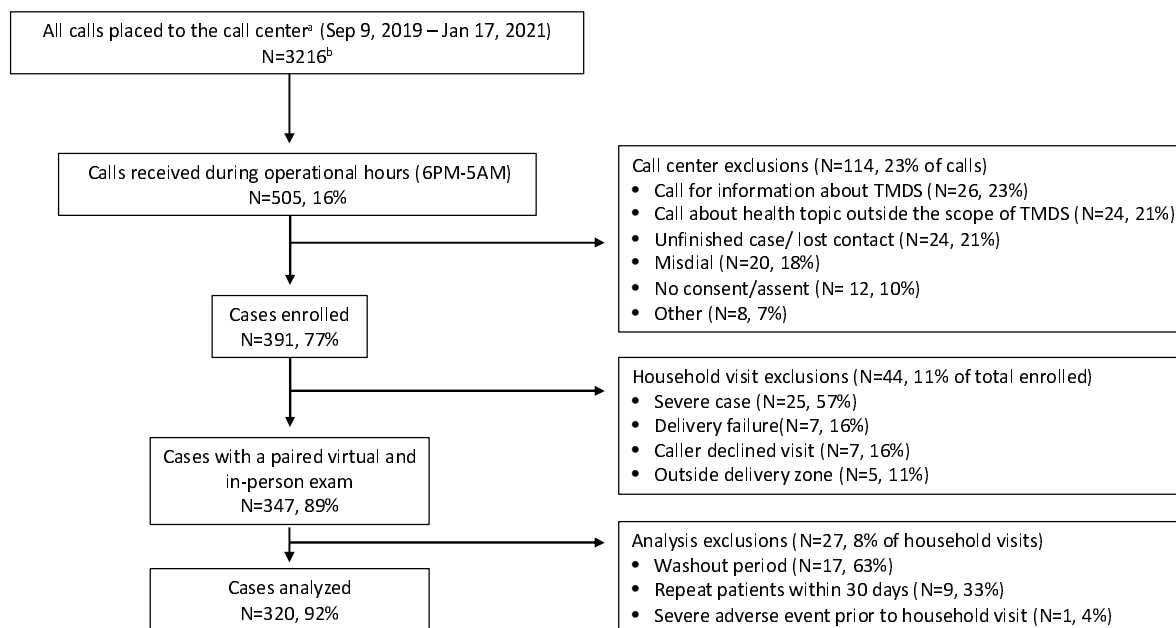 All calls placed to the call centerᵃ (Sep 9, 2019 – Jan 17, 2021)
N=3216ᵇ
Calls received during operational hours (6PM-5AM)
N=505, 16%
Call center exclusions (N=114, 23% of calls)
• Call for information about TMDS (N=26, 23%)
• Call about health topic outside the scope of TMDS (N=24, 21%)
• Unfinished case/ lost contact (N=24, 21%)
• Misdial (N=20, 18%)
• No consent/assent (N= 12, 10%)
• Other (N=8, 7%)
Cases enrolled
N=391, 77%
Household visit exclusions (N=44, 11% of total enrolled)
• Severe case (N=25, 57%)
• Delivery failure(N=7, 16%)
• Caller declined visit (N=7, 16%)
• Outside delivery zone (N=5, 11%)
Cases with a paired virtual and
in-person exam
N=347, 89%
Analysis exclusions (N=27, 8% of household visits)
• Washout period (N=17, 63%)
• Repeat patients within 30 days (N=9, 33%)
• Severe adverse event prior to household visit (N=1, 4%)
Cases analyzed
N=320, 92%